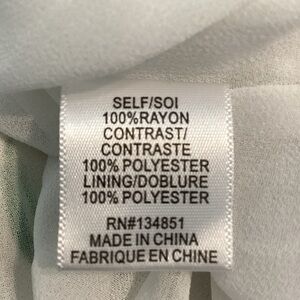 SELF/SOI
100%RAYON
CONTRAST/
CONTRASTE
100% POLYESTER
LINING/DOBLURE
100% POLYESTER
RN#134851
MADE IN CHINA
FABRIQUE EN CHINE